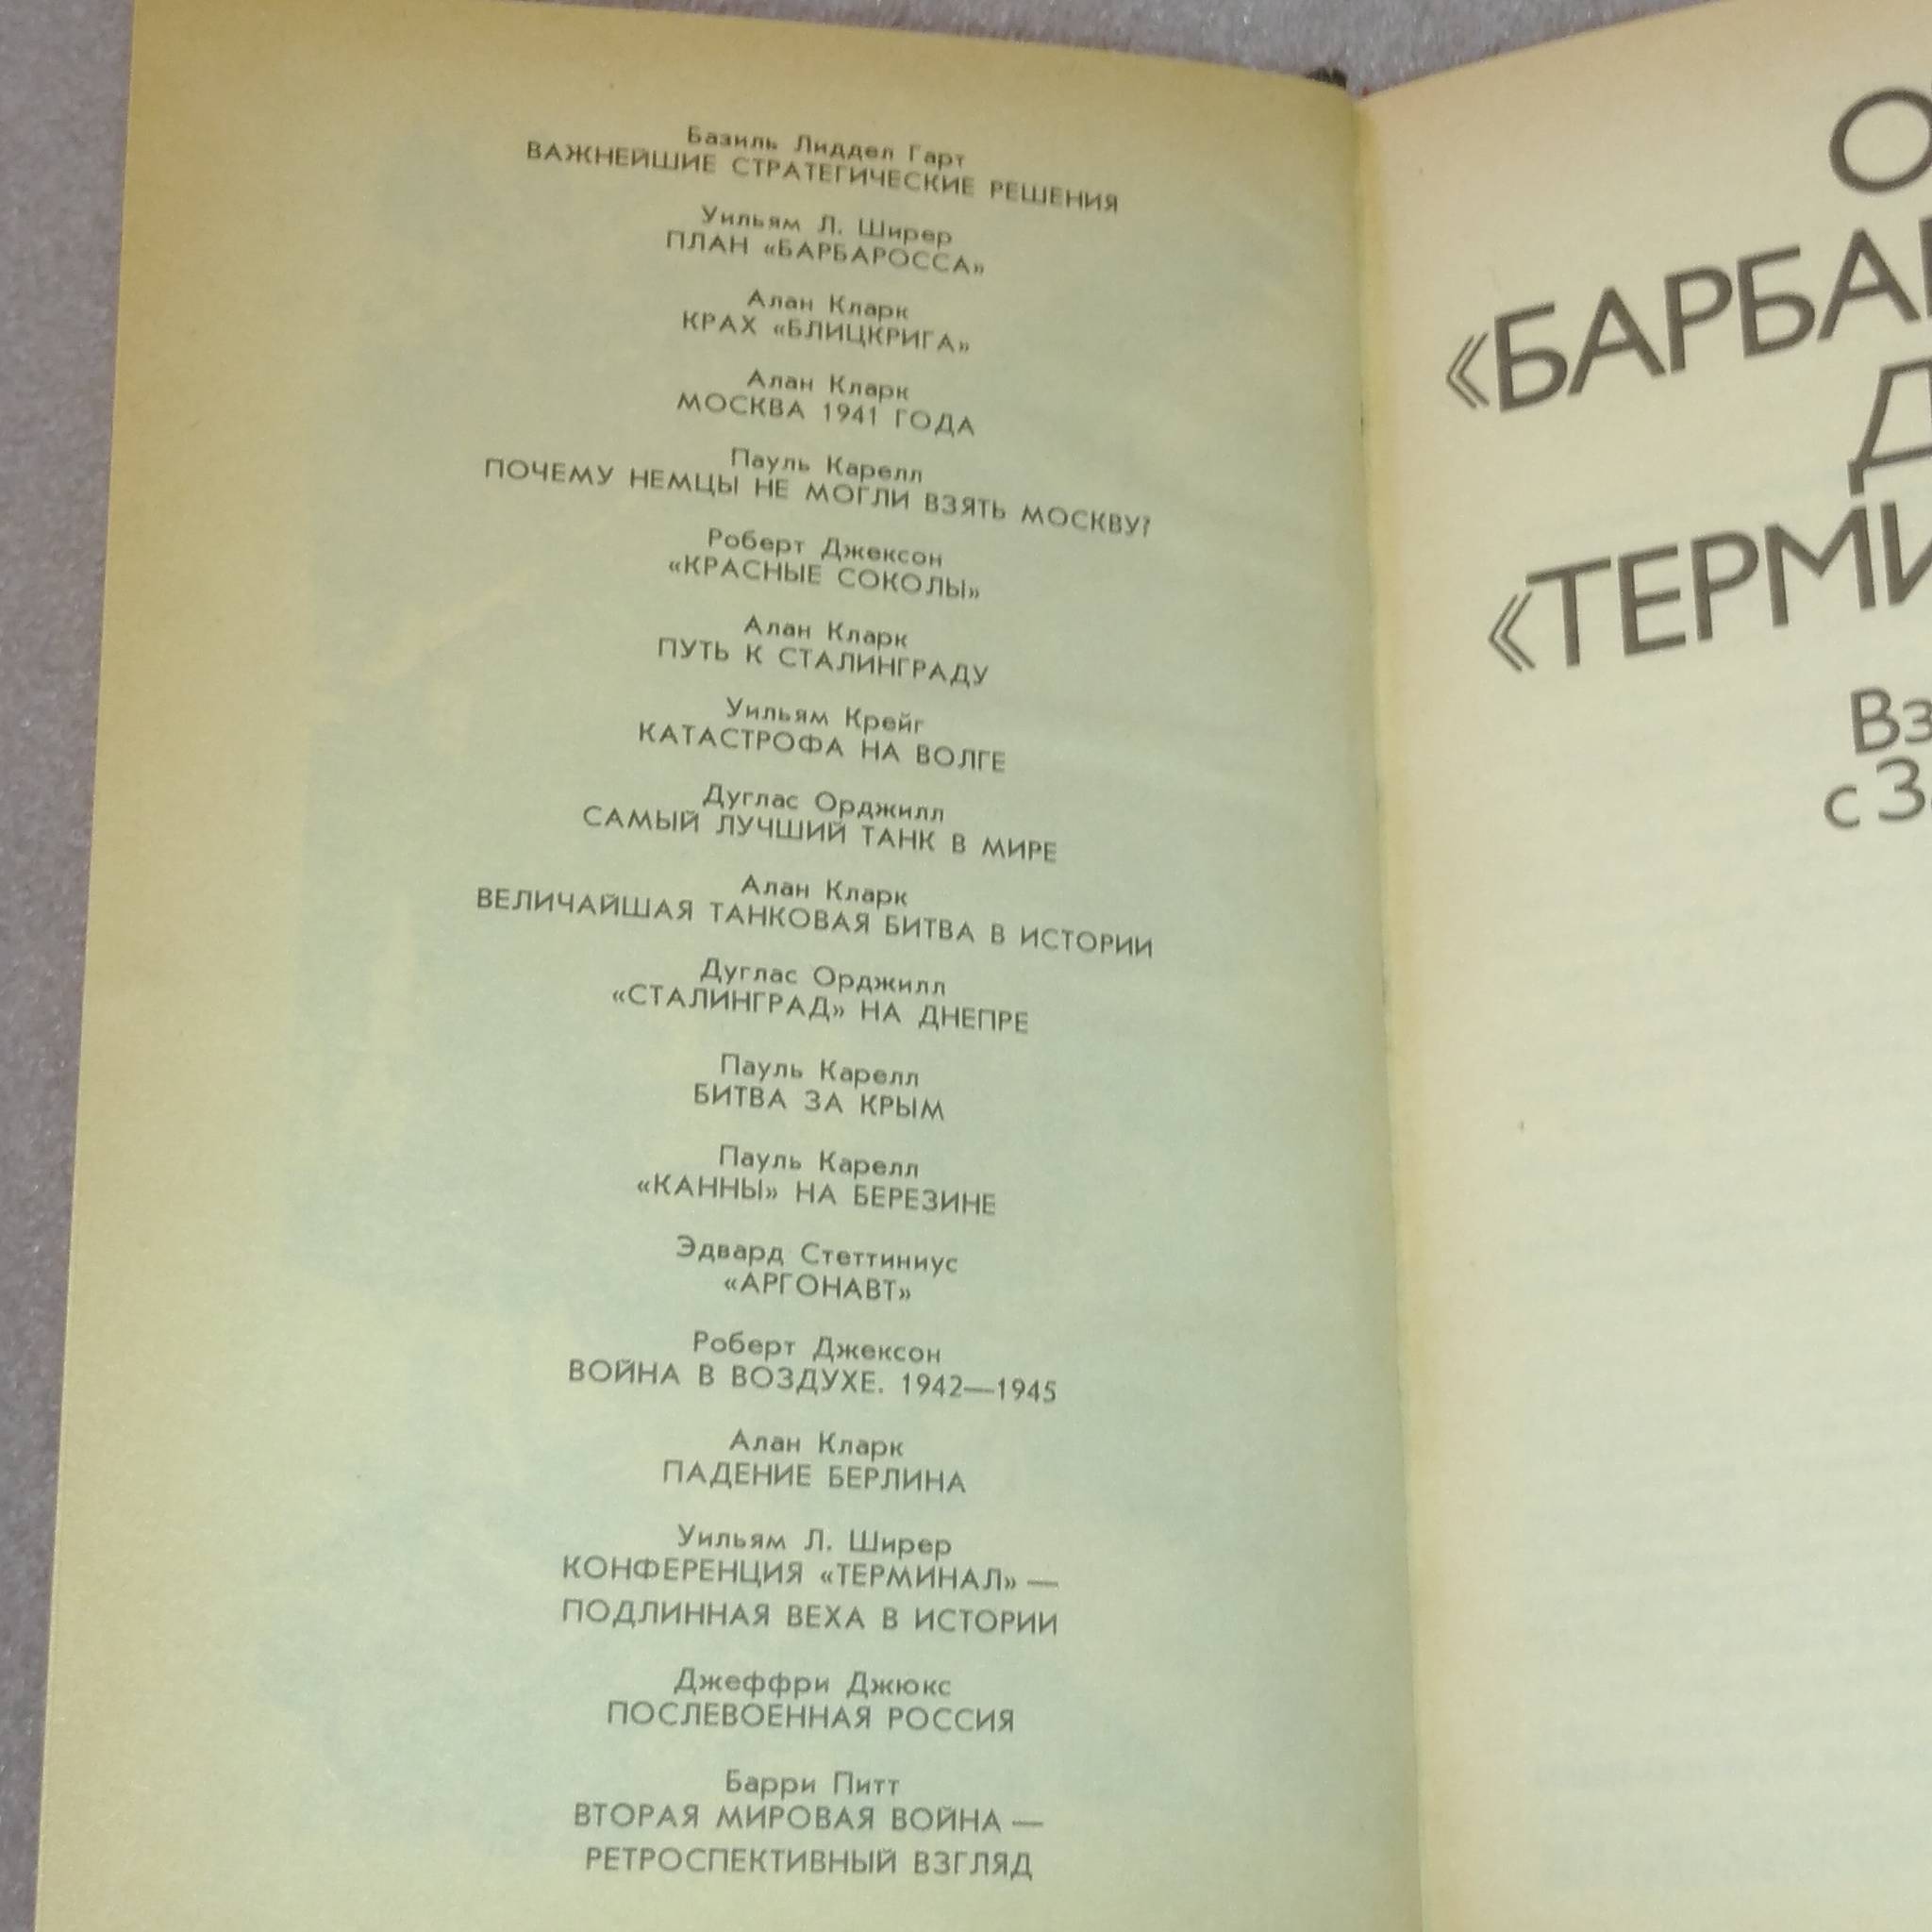 Базиль Лиддел Гарт
ВАЖНЕЙШИЕ СТРАТЕГИЧЕСКИЕ РЕШЕНИЯ
Уильям Л. Ширер
ПЛАН «БАРБАРОССА»
Алан Кларк
КРАХ «БЛИЦКРИГА»
Алан Кларк
МОСКВА 1941 ГОДА
Пауль Карелл
ПОЧЕМУ НЕМЦЫ НЕ МОГЛИ ВЗЯТЬ МОСКВУ?
Роберт Джексон
«КРАСНЫЕ СОКОЛЫ»
Алан Кларк
ПУТЬ К СТАЛИНГРАДУ
Уильям Крейг
КАТАСТРОФА НА ВОЛГЕ
Дуглас Орджилл
САМЫЙ ЛУЧШИЙ ТАНК В МИРЕ
Алан Кларк
ВЕЛИЧАЙШАЯ ТАНКОВАЯ БИТВА В ИСТОРИИ
Дуглас Орджилл
«СТАЛИНГРАД» НА ДНЕПРЕ
Пауль Карелл
БИТВА ЗА КРЫМ
Пауль Карелл
«КАННЫ» НА БЕРЕЗИНЕ
Эдвард Стеттиниус
«АРГОНАВТ»
Роберт Джексон
ВОЙНА В ВОЗДУХЕ. 1942—1945
Алан Кларк
ПАДЕНИЕ БЕРЛИНА
Уильям Л. Ширер
КОНФЕРЕНЦИЯ «ТЕРМИНАЛ» —
ПОДЛИННАЯ ВЕХА В ИСТОРИИ
Джеффри Джюкс
ПОСЛЕВОЕННАЯ РОССИЯ
Барри Питт
ВТОРАЯ МИРОВАЯ ВОЙНА —
РЕТРОСПЕКТИВНЫЙ ВЗГЛЯД
О
«БАРБА
Д
«ТЕРМИ
Вз
с З